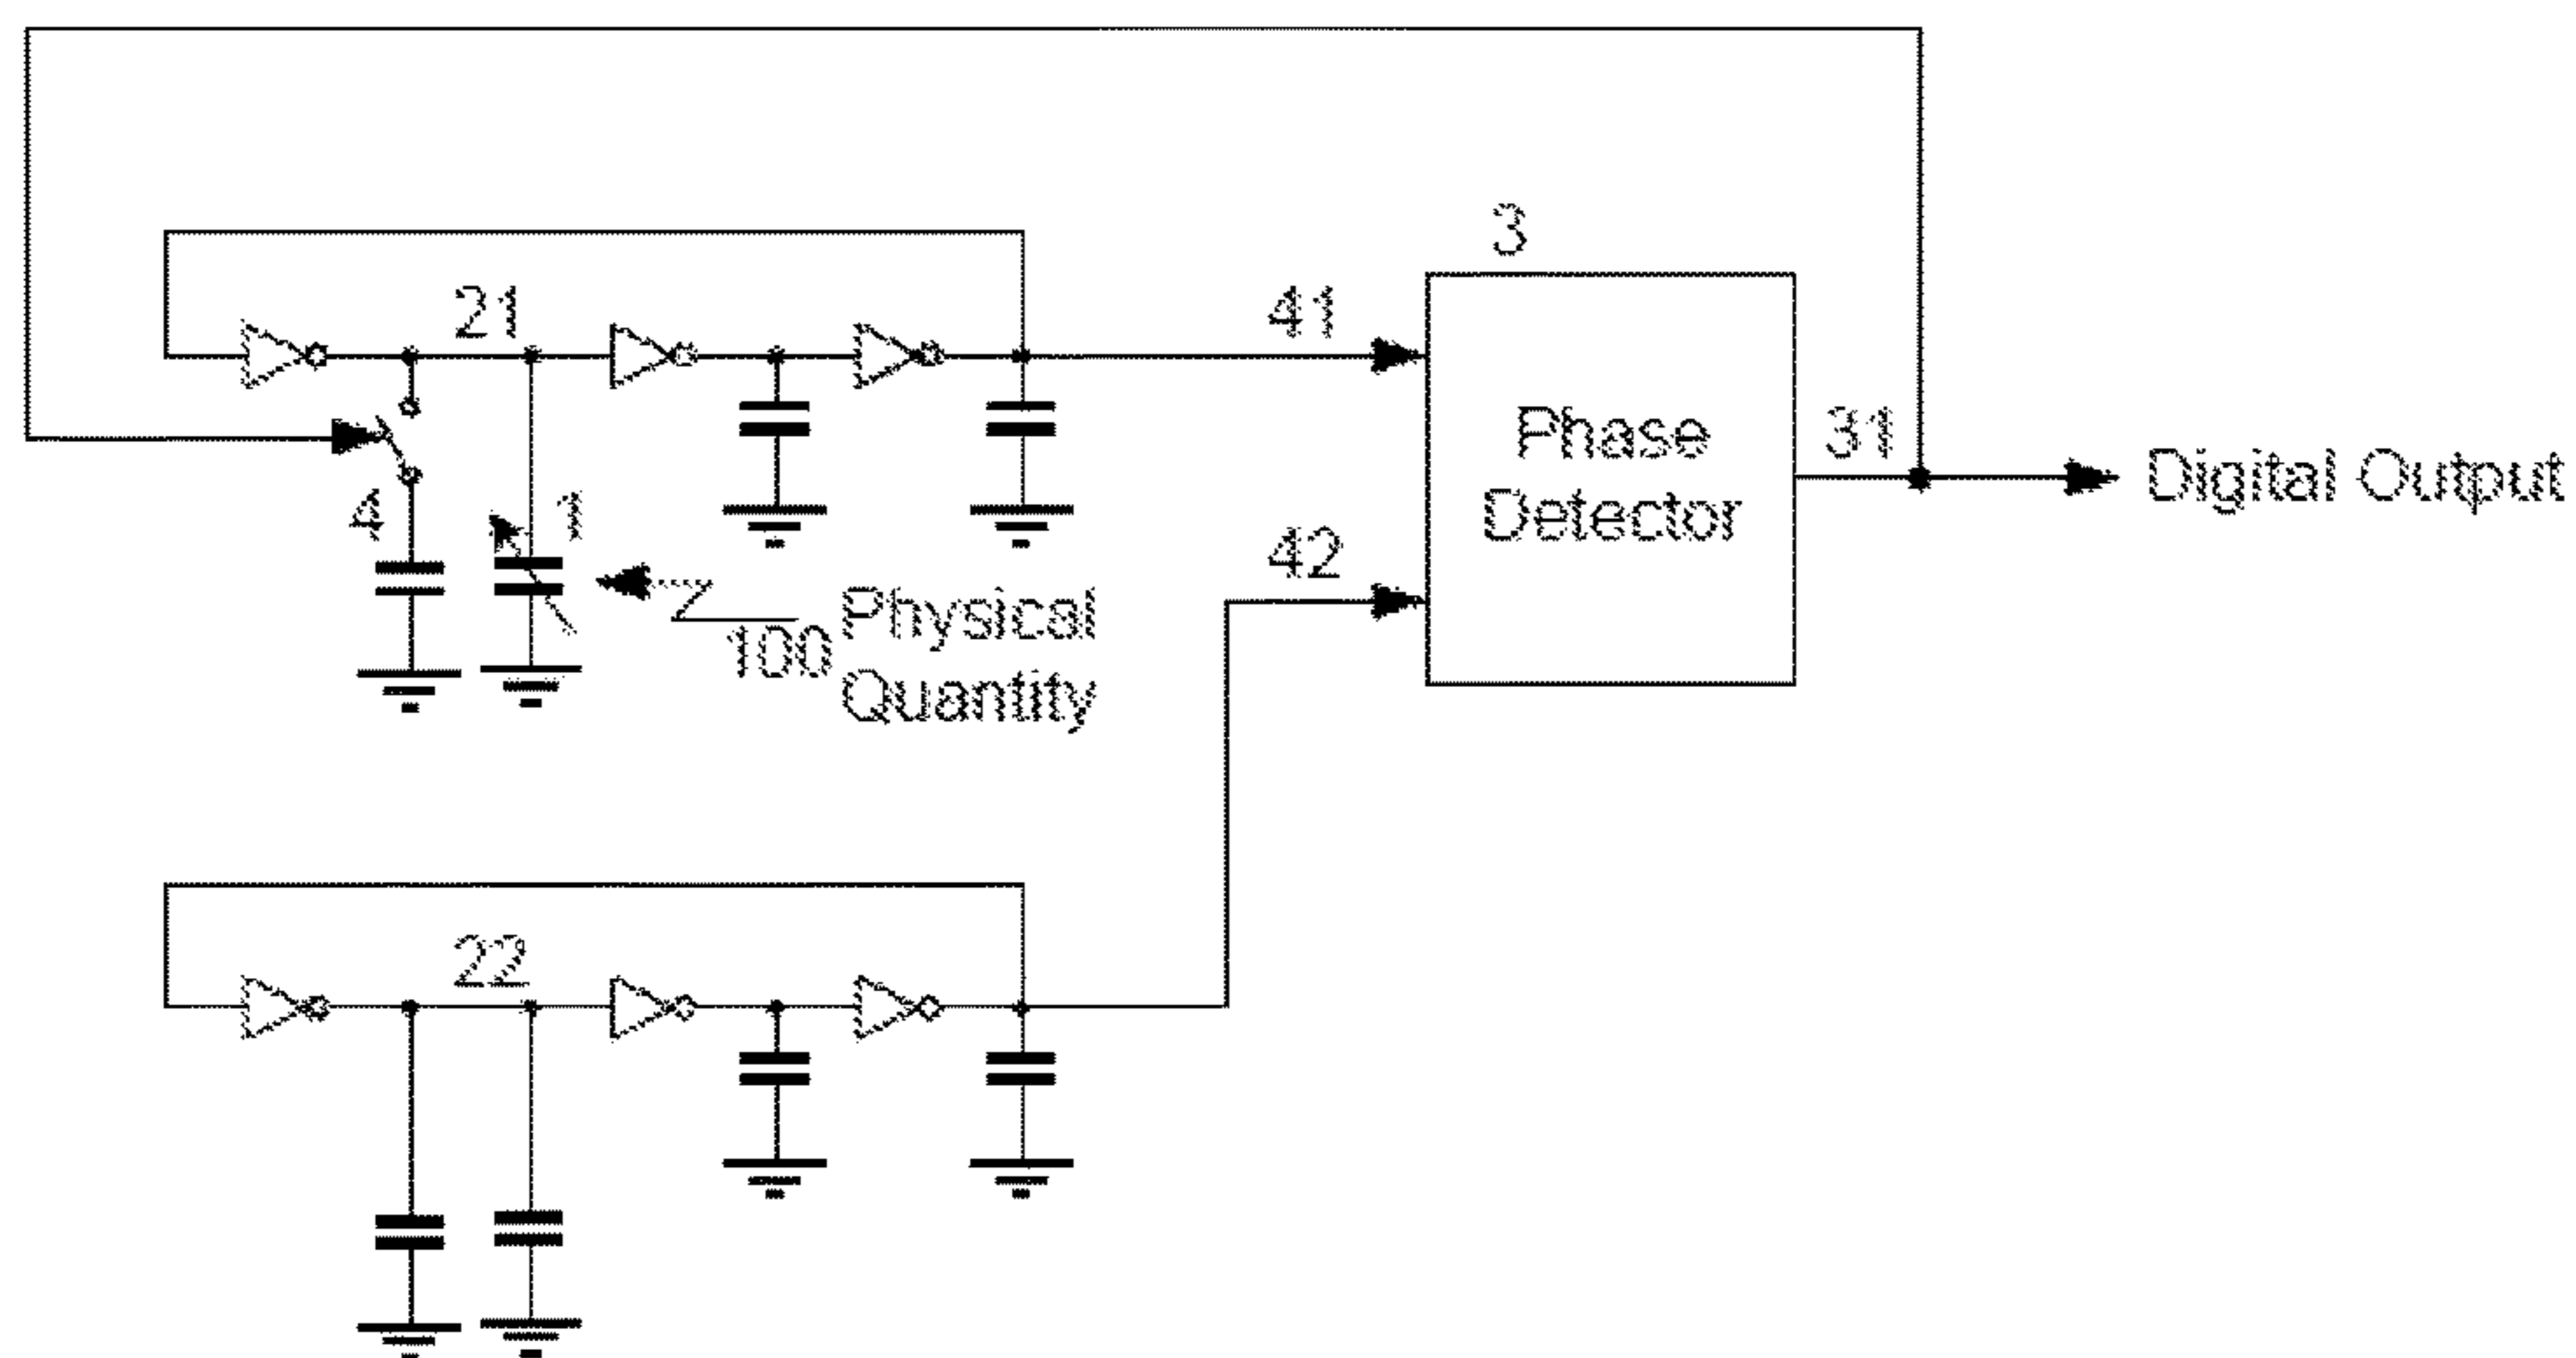 3
21
41
Phase
Detector
31
Digital Output
4
1
42
100
Physical
Quantity
22